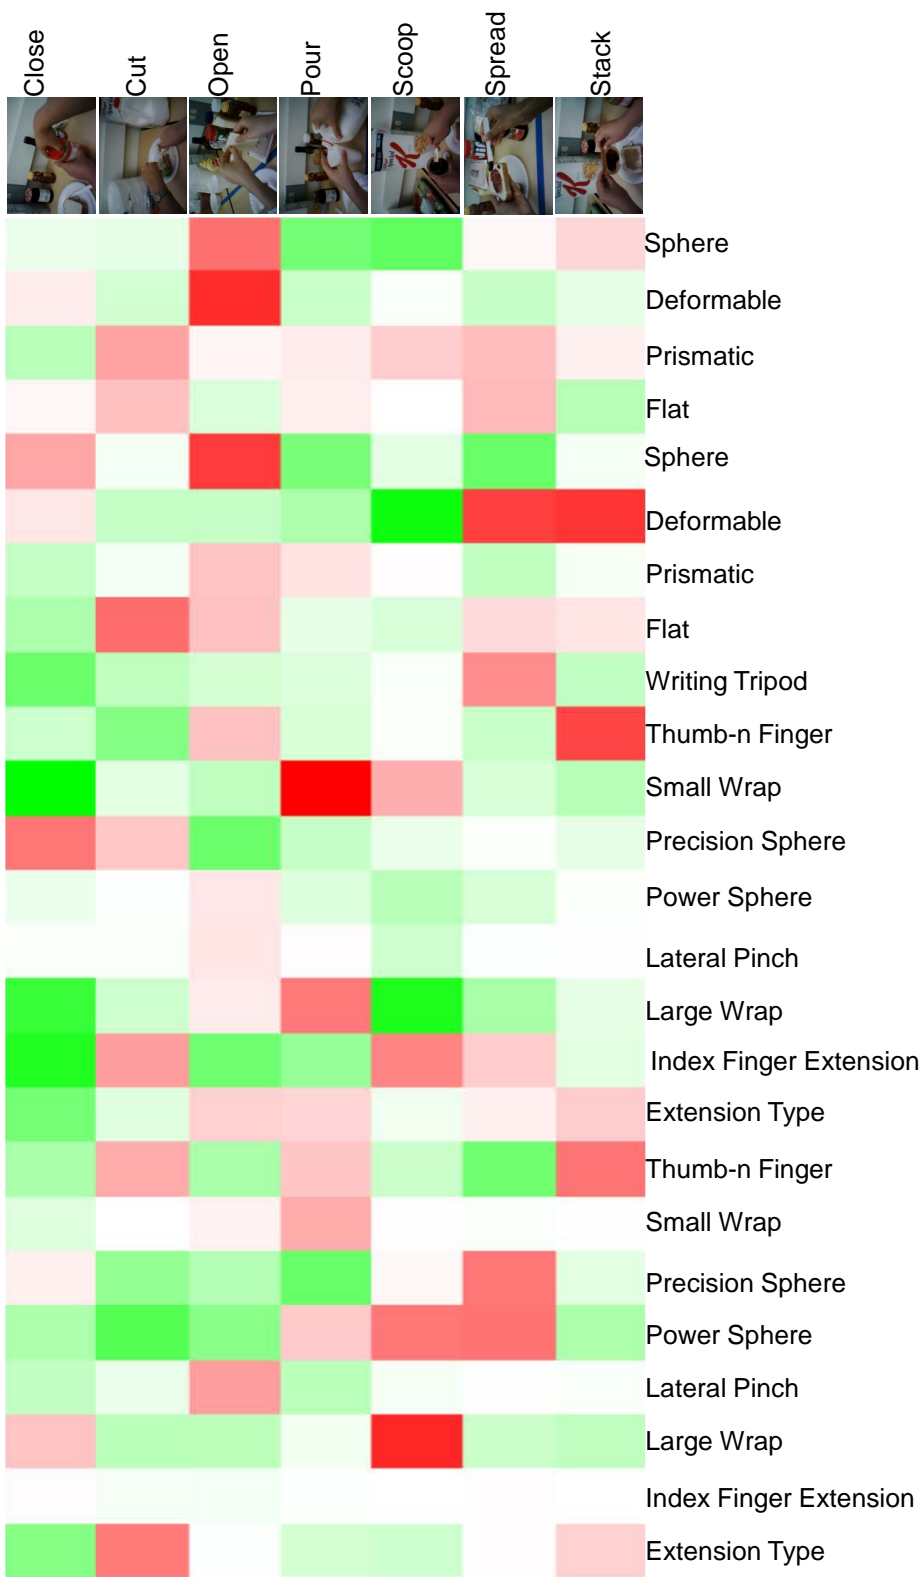 Close
Cut
Open
Pour
Scoop
Spread
Stack
Sphere
Deformable
Prismatic
Flat
Sphere
Deformable
Prismatic
Flat
Writing Tripod
Thumb-n Finger
Small Wrap
Precision Sphere
Power Sphere
Lateral Pinch
Large Wrap
Index Finger Extension
Extension Type
Thumb-n Finger
Small Wrap
Precision Sphere
Power Sphere
Lateral Pinch
Large Wrap
Index Finger Extension
Extension Type